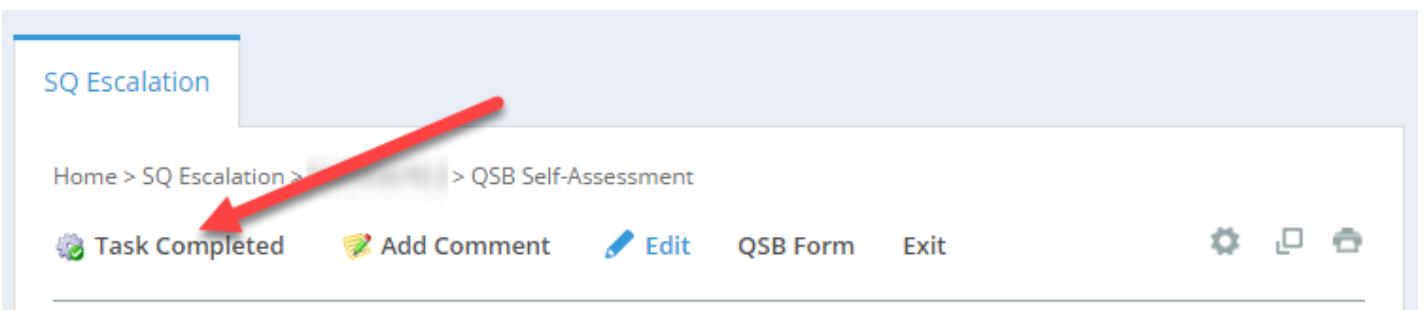 SQ Escalation
Home > SQ Escalation > > QSB Self-Assessment
Task Completed Add Comment Edit QSB Form Exit